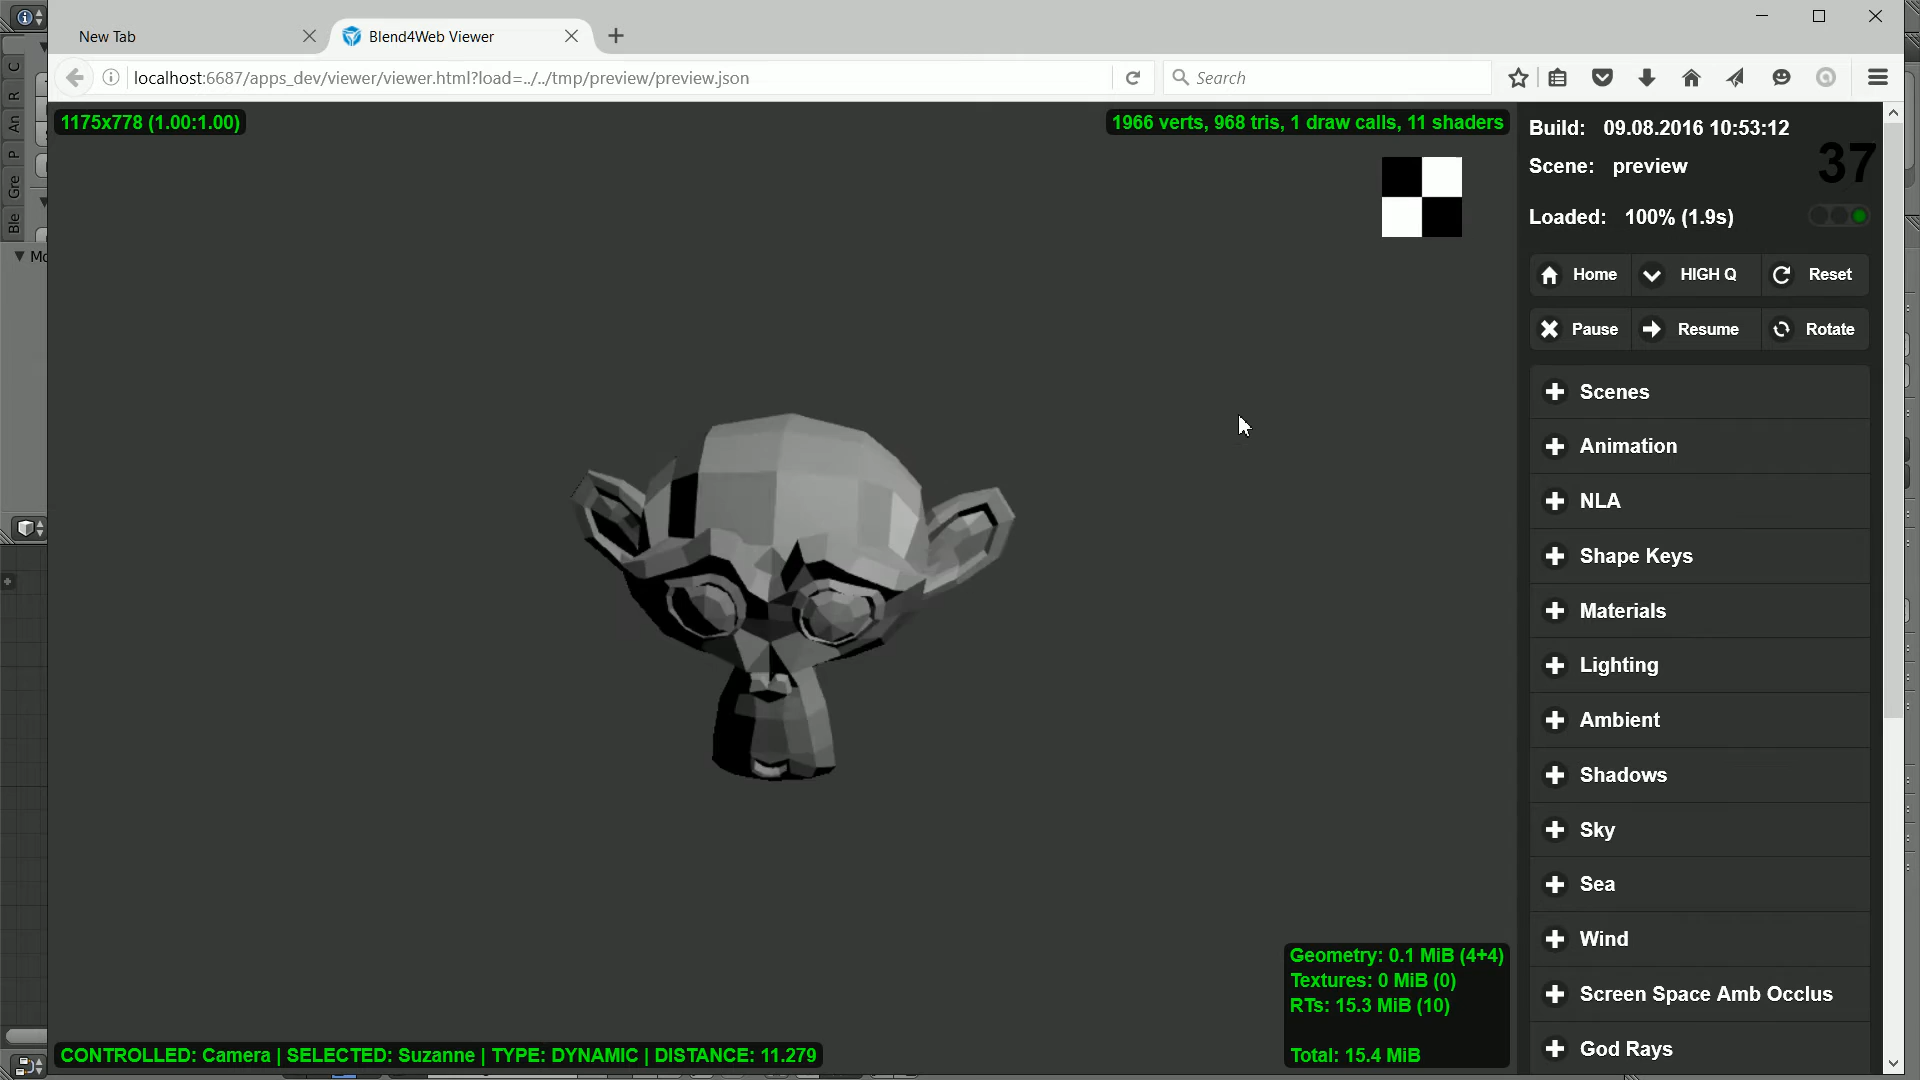 New Tab
Blend4Web Viewer
localhost:6687/apps_dev/viewer/viewer.html?load=../../tmp/preview/preview.json
Search
1175x778 (1.00:1.00)
1966 verts, 968 tris, 1 draw calls, 11 shaders
Build: 09.08.2016 10:53:12
37
Scene: preview
Loaded: 100% (1.9s)
Home
HIGH Q
Reset
Pause
Resume
Rotate
Scenes
Animation
NLA
Shape Keys
Materials
Lighting
Ambient
Shadows
Sky
Sea
Wind
Screen Space Amb Occlus
God Rays
Geometry: 0.1 MiB (4+4)
Textures: 0 MiB (0)
RTs: 15.3 MiB (10)
Total: 15.4 MiB
CONTROLLED: Camera | SELECTED: Suzanne | TYPE: DYNAMIC | DISTANCE: 11.279
C
R
An
P
Gre
Ble
Mo